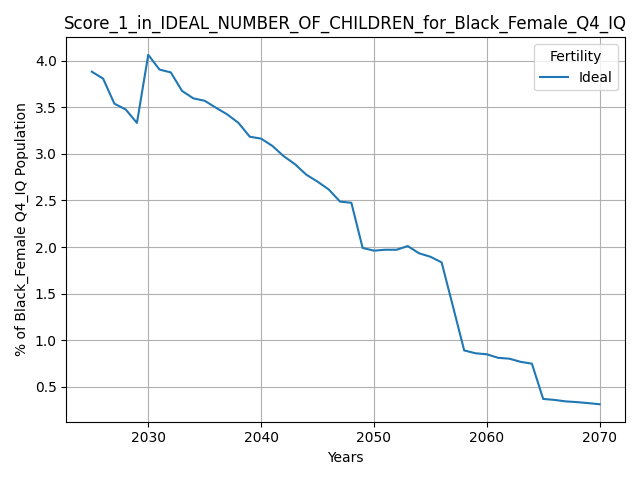 Score_1_in_IDEAL_NUMBER_OF_CHILDREN_for_Black_Female_Q4_IQ
Fertility
Ideal
% of Black_Female Q4_IQ Population
4.0
3.5
3.0
2.5
2.0
1.5
1.0
0.5
2030 2040 2050 2060 2070
Years